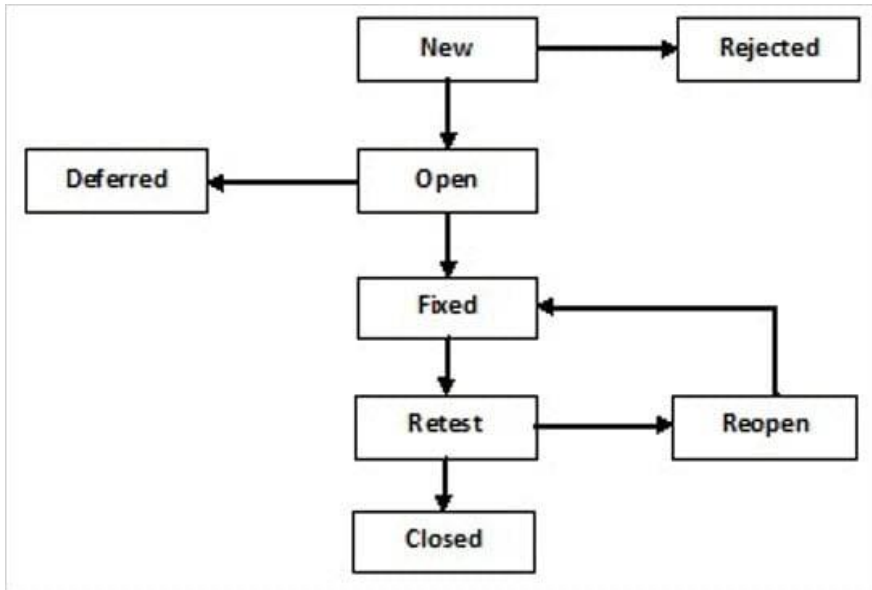 New
Rejected
Deferred
Open
Fixed
Retest
Reopen
Closed